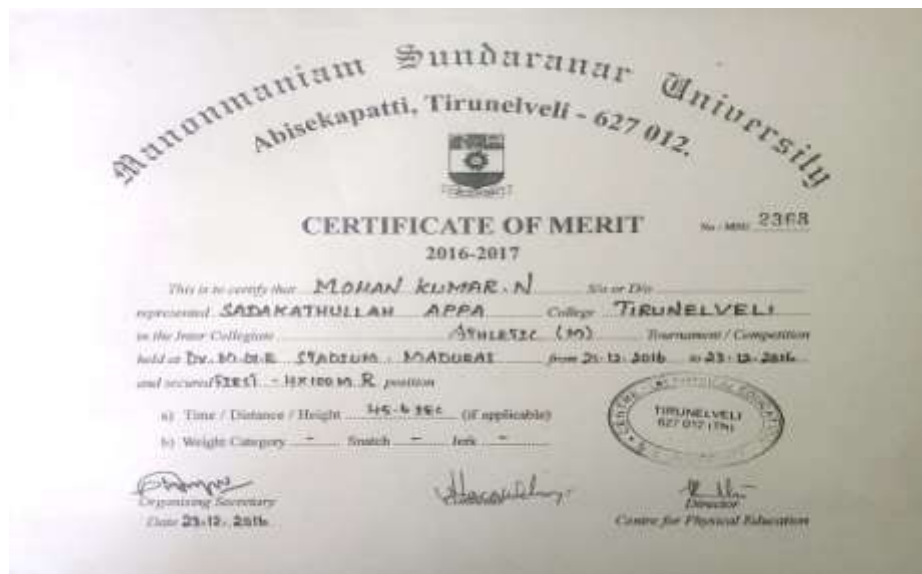 Manonmaniam Sundaranar University
Abisekapatti, Tirunelveli - 627 012.
CERTIFICATE OF MERIT
No : MSU 2368
2016-2017
This is to certify that MOHAN KUMAR. N S/o or D/o
represented SADAKATHULLAH APPA College TIRUNELVELI
in the Inter Collegiate ATHLETIC (M) Tournament / Competition
held at Dr. M.G.R. STADIUM. MADURAI from 21-12-2016 to 23-12-2016
and secured FIRST - 4X100 M. R position
a) Time / Distance / Height 45.6 sec (if applicable)
b) Weight Category - Snatch - Jerk -
TIRUNELVELI
627 012 (TN)
Organising Secretary
Date 23-12-2016
Director
Centre for Physical Education